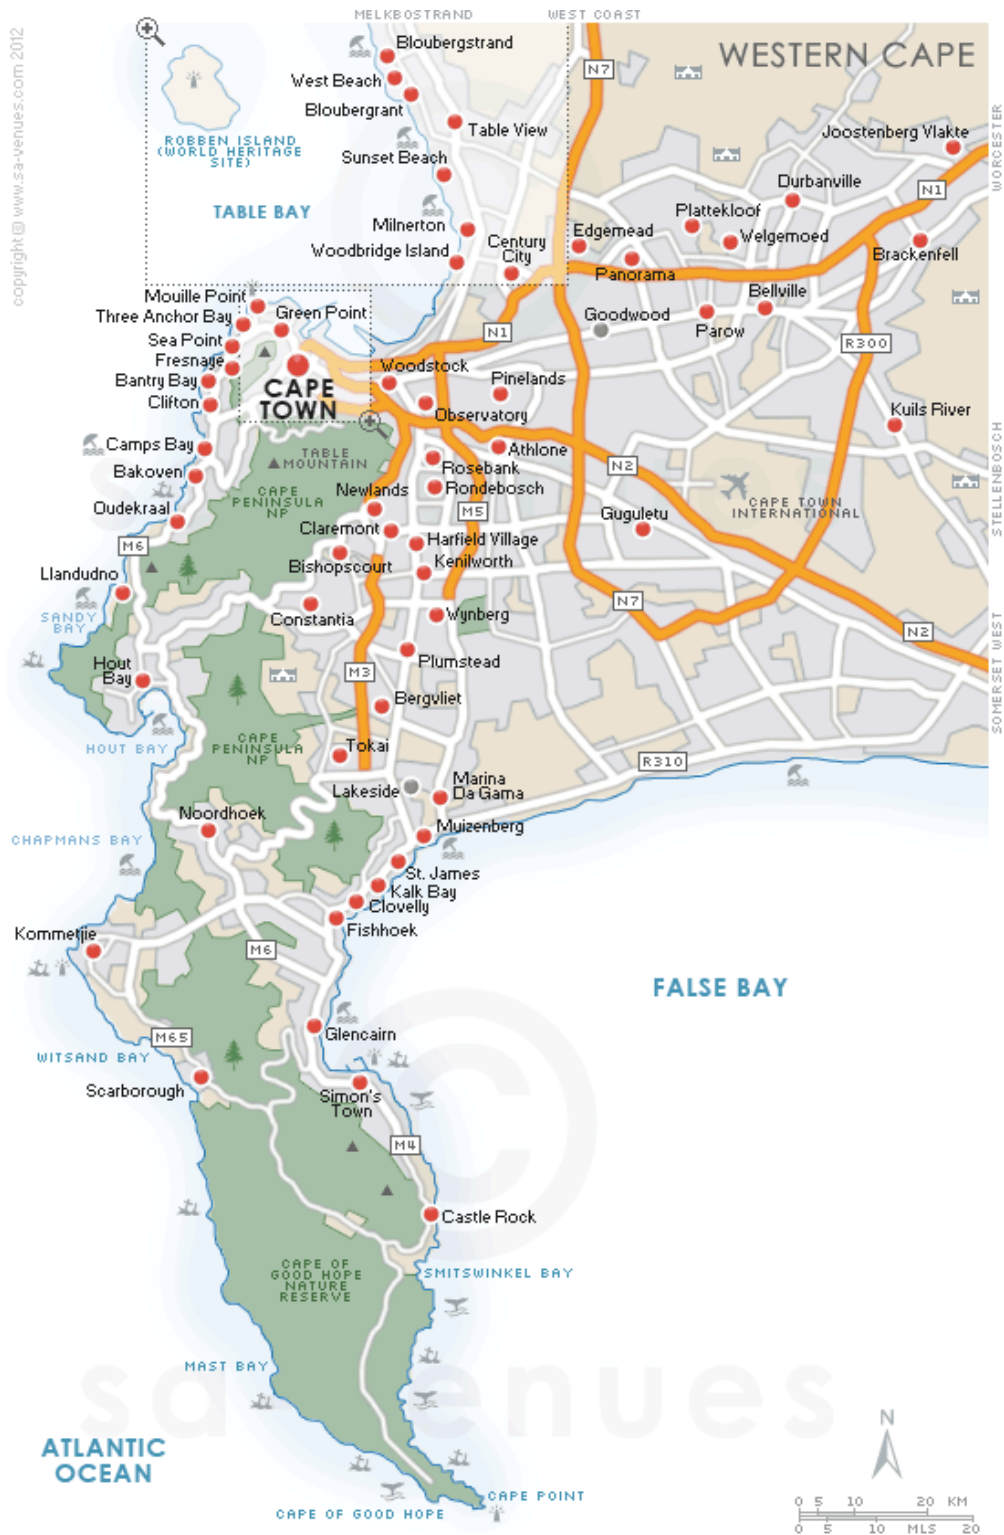 MELKBOSTRAND
WEST COAST
copyright @ www.sa-venues.com 2012
WESTERN CAPE
Bloubergstrand
N7
West Beach
Bloubergrant
Table View
WORCESTER
Joostenberg Vlakte
ROBBEN ISLAND
(WORLD HERITAGE
SITE)
Sunset Beach
Durbanville
N1
TABLE BAY
Milnerton
Plattekloof
Edgemead
Welgemoed
Woodbridge Island
Century
City
Panorama
Brackenfell
Mouille Point
Bellville
Three Anchor Bay
Green Point
Goodwood
Parow
Sea Point
N1
R300
Fresnaye
Woodstock
Bantry Bay
CAPE
TOWN
Pinelands
Clifton
Observatory
Kuils River
Camps Bay
Athlone
TABLE
MOUNTAIN
Rosebank
N2
Bakoven
CAPE
PENINSULA
NP
Newlands
Rondebosch
CAPE TOWN
INTERNATIONAL
STELLENBOSCH
Oudekraal
M5
Guguletu
Claremont
Harfield Village
M6
Bishopscourt
Kenilworth
Llandudno
N7
SANDY
BAY
Constantia
Wynberg
N2
Hout
Bay
M3
Plumstead
SOMERSET WEST
Bergvliet
HOUT BAY
CAPE
PENINSULA
NP
Tokai
R310
Lakeside
Marina
Da Gama
Noordhoek
Muizenberg
CHAPMANS BAY
St. James
Kalk Bay
Clovelly
Fishhoek
Kommetjie
M6
FALSE BAY
M65
Glencairn
WITSAND BAY
Scarborough
Simon's
Town
©
M4
Castle Rock
CAPE OF
GOOD HOPE
NATURE
RESERVE
SMITSWINKEL BAY
MAST BAY
sa-venues
ATLANTIC
OCEAN
N
CAPE POINT
CAPE OF GOOD HOPE
0 5 10 20 KM
0 5 10 MLS 20